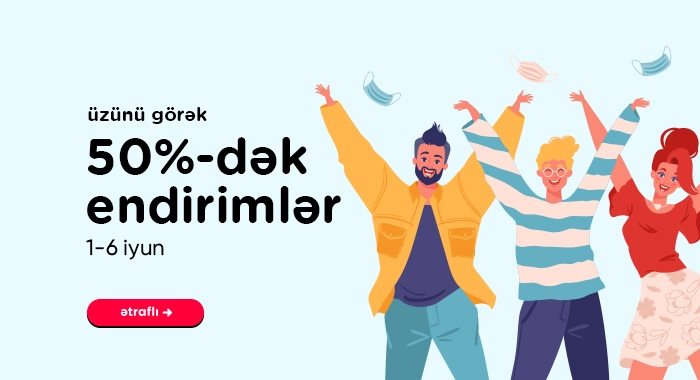 üzünü görək
50%-dək
endirimlər
1-6 iyun
ətraflı ➜